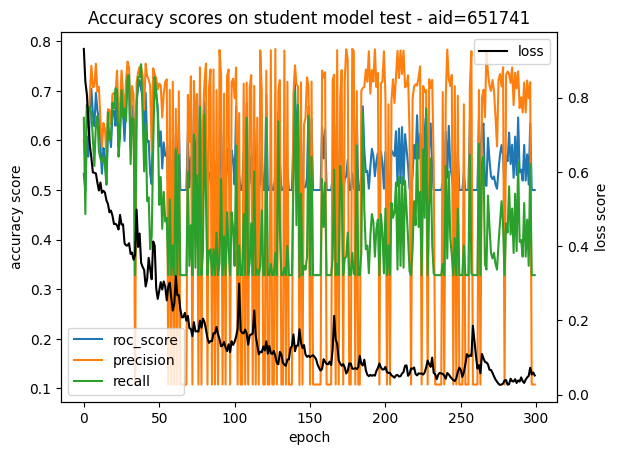 Accuracy scores on student model test - aid=651741
0.8
0.7
0.6
0.5
0.4
0.3
0.2
0.1
accuracy score
loss
0.8
0.6
0.4
0.2
0.0
loss score
roc_score
precision
recall
0
50
100
150
200
250
300
epoch